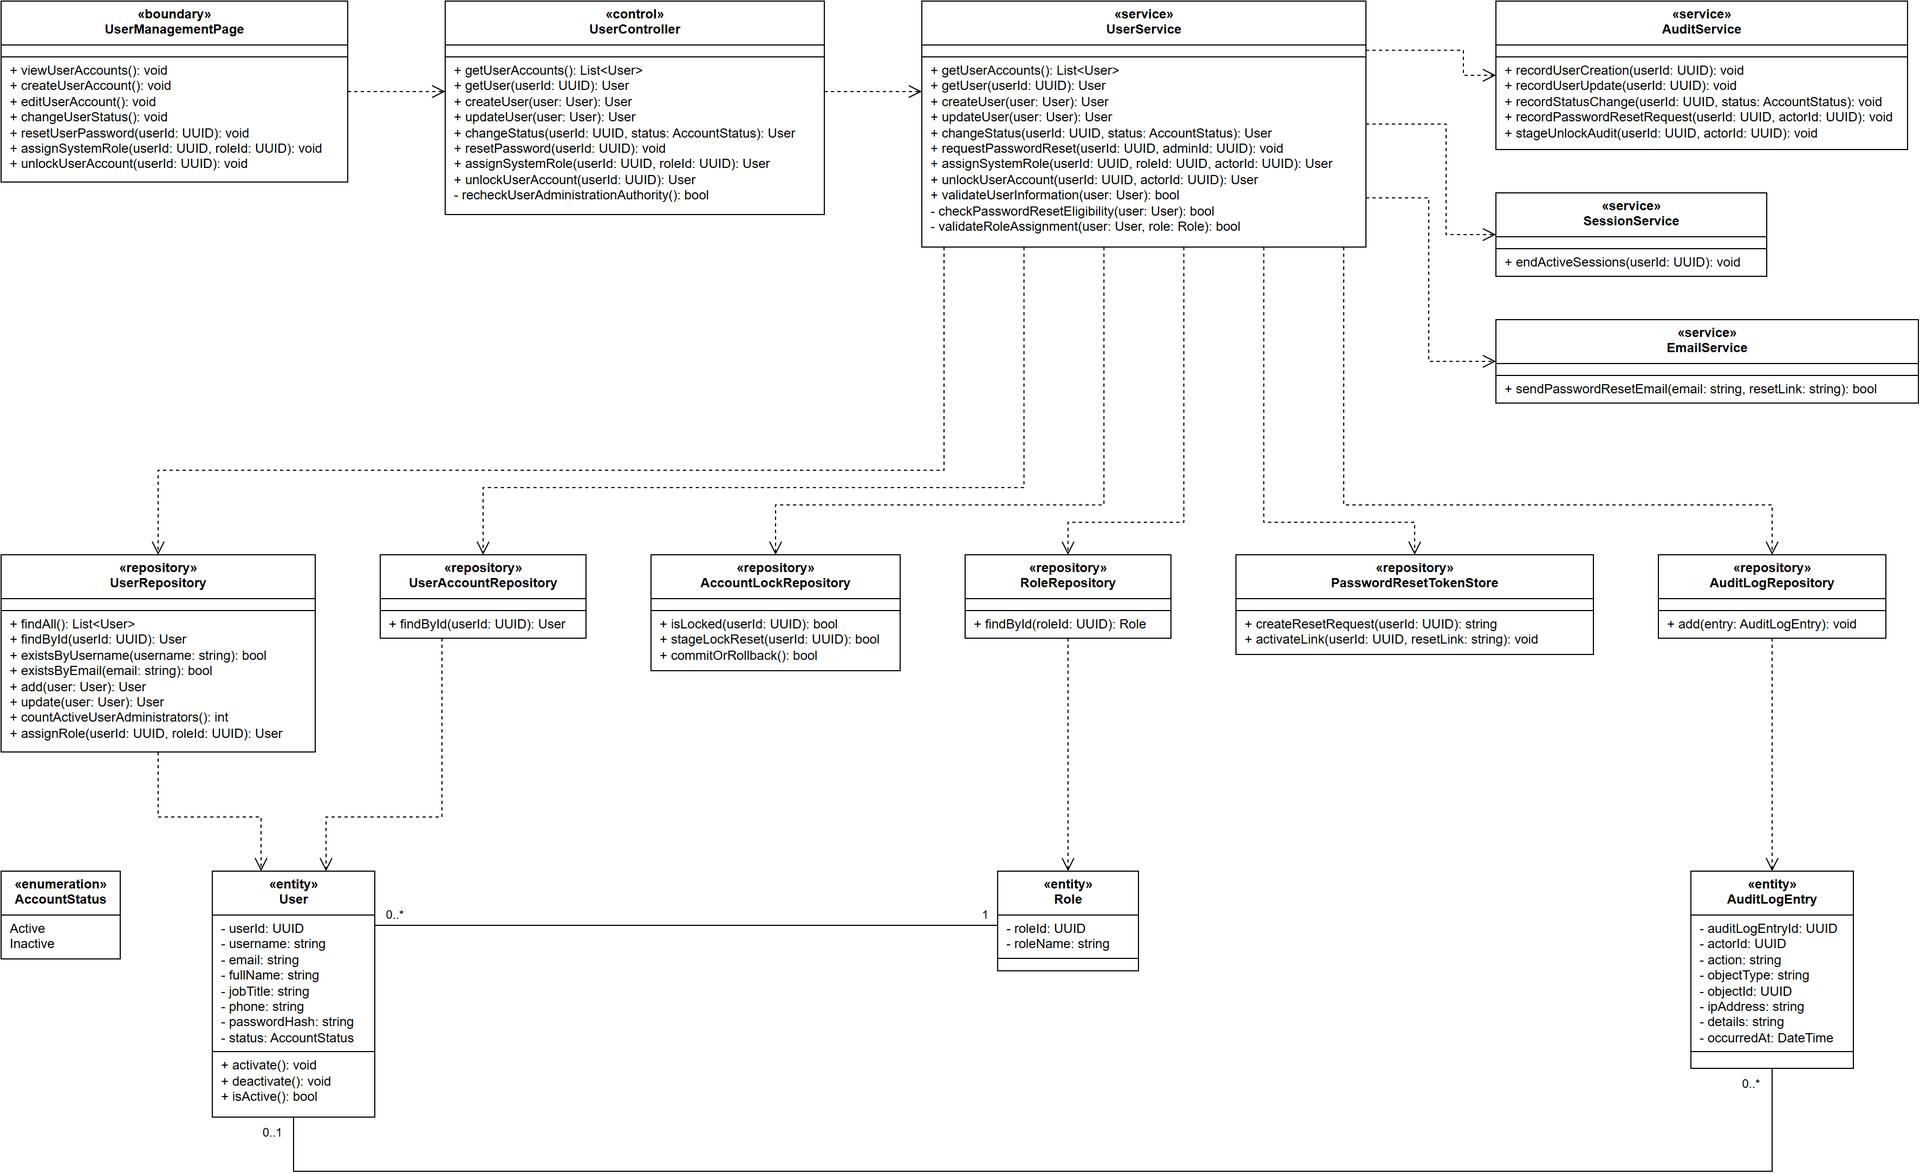 «boundary»
UserManagementPage
+ viewUserAccounts(): void
+ createUserAccount(): void
+ editUserAccount(): void
+ changeUserStatus(): void
+ resetUserPassword(userId: UUID): void
+ assignSystemRole(userId: UUID, roleId: UUID): void
+ unlockUserAccount(userId: UUID): void
«control»
UserController
+ getUserAccounts(): List<User>
+ getUser(userId: UUID): User
+ createUser(user: User): User
+ updateUser(user: User): User
+ changeStatus(userId: UUID, status: AccountStatus): User
+ resetPassword(userId: UUID): void
+ assignSystemRole(userId: UUID, roleId: UUID): User
+ unlockUserAccount(userId: UUID): User
- recheckUserAdministrationAuthority(): bool
«service»
UserService
+ getUserAccounts(): List<User>
+ getUser(userId: UUID): User
+ createUser(user: User): User
+ updateUser(user: User): User
+ changeStatus(userId: UUID, status: AccountStatus): User
+ requestPasswordReset(userId: UUID, adminId: UUID): void
+ assignSystemRole(userId: UUID, roleId: UUID, actorId: UUID): User
+ unlockUserAccount(userId: UUID, actorId: UUID): User
+ validateUserInformation(user: User): bool
- checkPasswordResetEligibility(user: User): bool
- validateRoleAssignment(user: User, role: Role): bool
«service»
AuditService
+ recordUserCreation(userId: UUID): void
+ recordUserUpdate(userId: UUID): void
+ recordStatusChange(userId: UUID, status: AccountStatus): void
+ recordPasswordResetRequest(userId: UUID, actorId: UUID): void
+ stageUnlockAudit(userId: UUID, actorId: UUID): void
«service»
SessionService
+ endActiveSessions(userId: UUID): void
«service»
EmailService
+ sendPasswordResetEmail(email: string, resetLink: string): bool
«repository»
UserRepository
+ findAll(): List<User>
+ findById(userId: UUID): User
+ existsByUsername(username: string): bool
+ existsByEmail(email: string): bool
+ add(user: User): User
+ update(user: User): User
+ countActiveUserAdministrators(): int
+ assignRole(userId: UUID, roleId: UUID): User
«repository»
UserAccountRepository
+ findById(userId: UUID): User
«repository»
AccountLockRepository
+ isLocked(userId: UUID): bool
+ stageLockReset(userId: UUID): bool
+ commitOrRollback(): bool
«repository»
RoleRepository
+ findById(roleId: UUID): Role
«repository»
PasswordResetTokenStore
+ createResetRequest(userId: UUID): string
+ activateLink(userId: UUID, resetLink: string): void
«repository»
AuditLogRepository
+ add(entry: AuditLogEntry): void
«enumeration»
AccountStatus
Active
Inactive
«entity»
User
- userId: UUID
- username: string
- email: string
- fullName: string
- jobTitle: string
- phone: string
- passwordHash: string
- status: AccountStatus
+ activate(): void
+ deactivate(): void
+ isActive(): bool
0..*
1
«entity»
Role
- roleId: UUID
- roleName: string
«entity»
AuditLogEntry
- auditLogEntryId: UUID
- actorId: UUID
- action: string
- objectType: string
- objectId: UUID
- ipAddress: string
- details: string
- occurredAt: DateTime
0..*
0..1